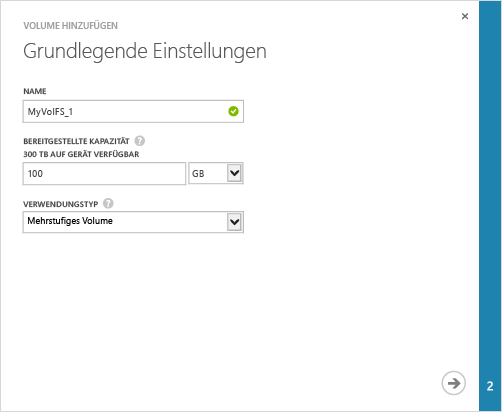 VOLUME HINZUFÜGEN
Grundlegende Einstellungen
NAME
MyVolFS_1
BEREITGESTELLTE KAPAZITÄT ?
300 TB AUF GERÄT VERFÜGBAR
100 GB
VERWENDUNGSTYP ?
Mehrstufiges Volume
2